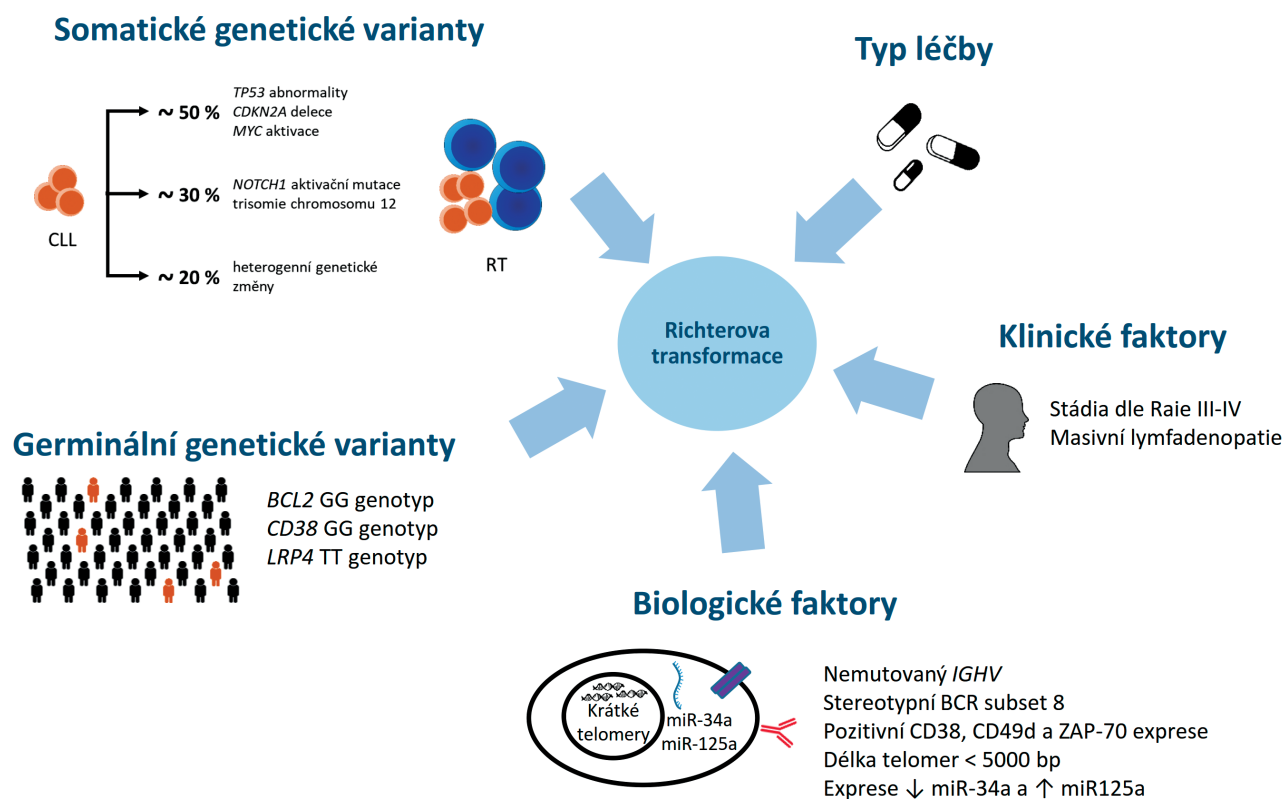 Somatické genetické varianty
CLL
~ 50 %
TP53 abnormality
CDKN2A delece
MYC aktivace
~ 30 %
NOTCH1 aktivační mutace
trisomie chromosomu 12
~ 20 %
heterogenní genetické
změny
RT
Typ léčby
Richterova
transformace
Klinické faktory
Stádia dle Raie III-IV
Masivní lymfadenopatie
Germinální genetické varianty
BCL2 GG genotyp
CD38 GG genotyp
LRP4 TT genotyp
Biologické faktory
Krátké
telomery
miR-34a
miR-125a
Nemutovaný IGHV
Stereotypní BCR subset 8
Pozitivní CD38, CD49d a ZAP-70 exprese
Délka telomer < 5000 bp
Exprese ↓ miR-34a a ↑ miR125a